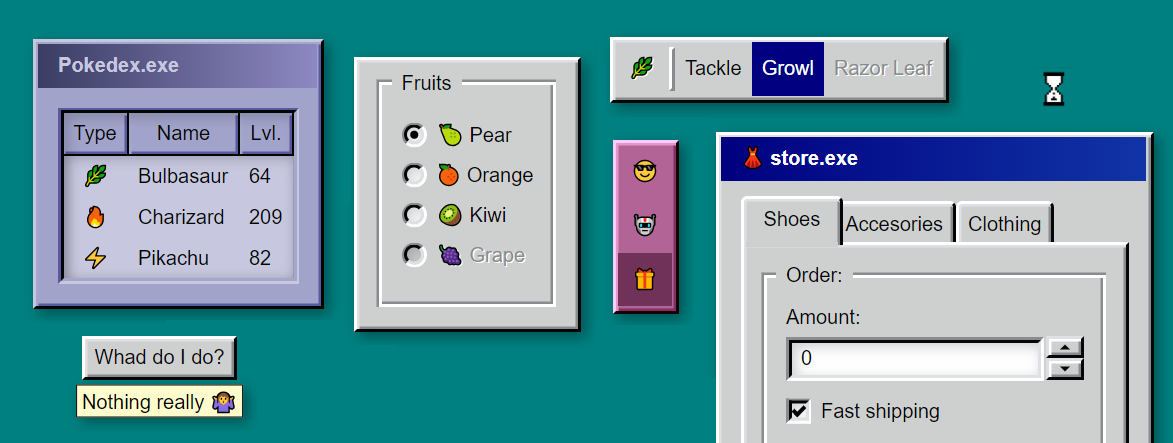 Pokedex.exe
Type Name Lvl.
Bulbasaur 64
Charizard 209
Pikachu 82
Whad do I do?
Nothing really
Fruits
Pear
Orange
Kiwi
Grape
Tackle Growl Razor Leaf
store.exe
Shoes Accesories Clothing
Order:
Amount:
0
Fast shipping